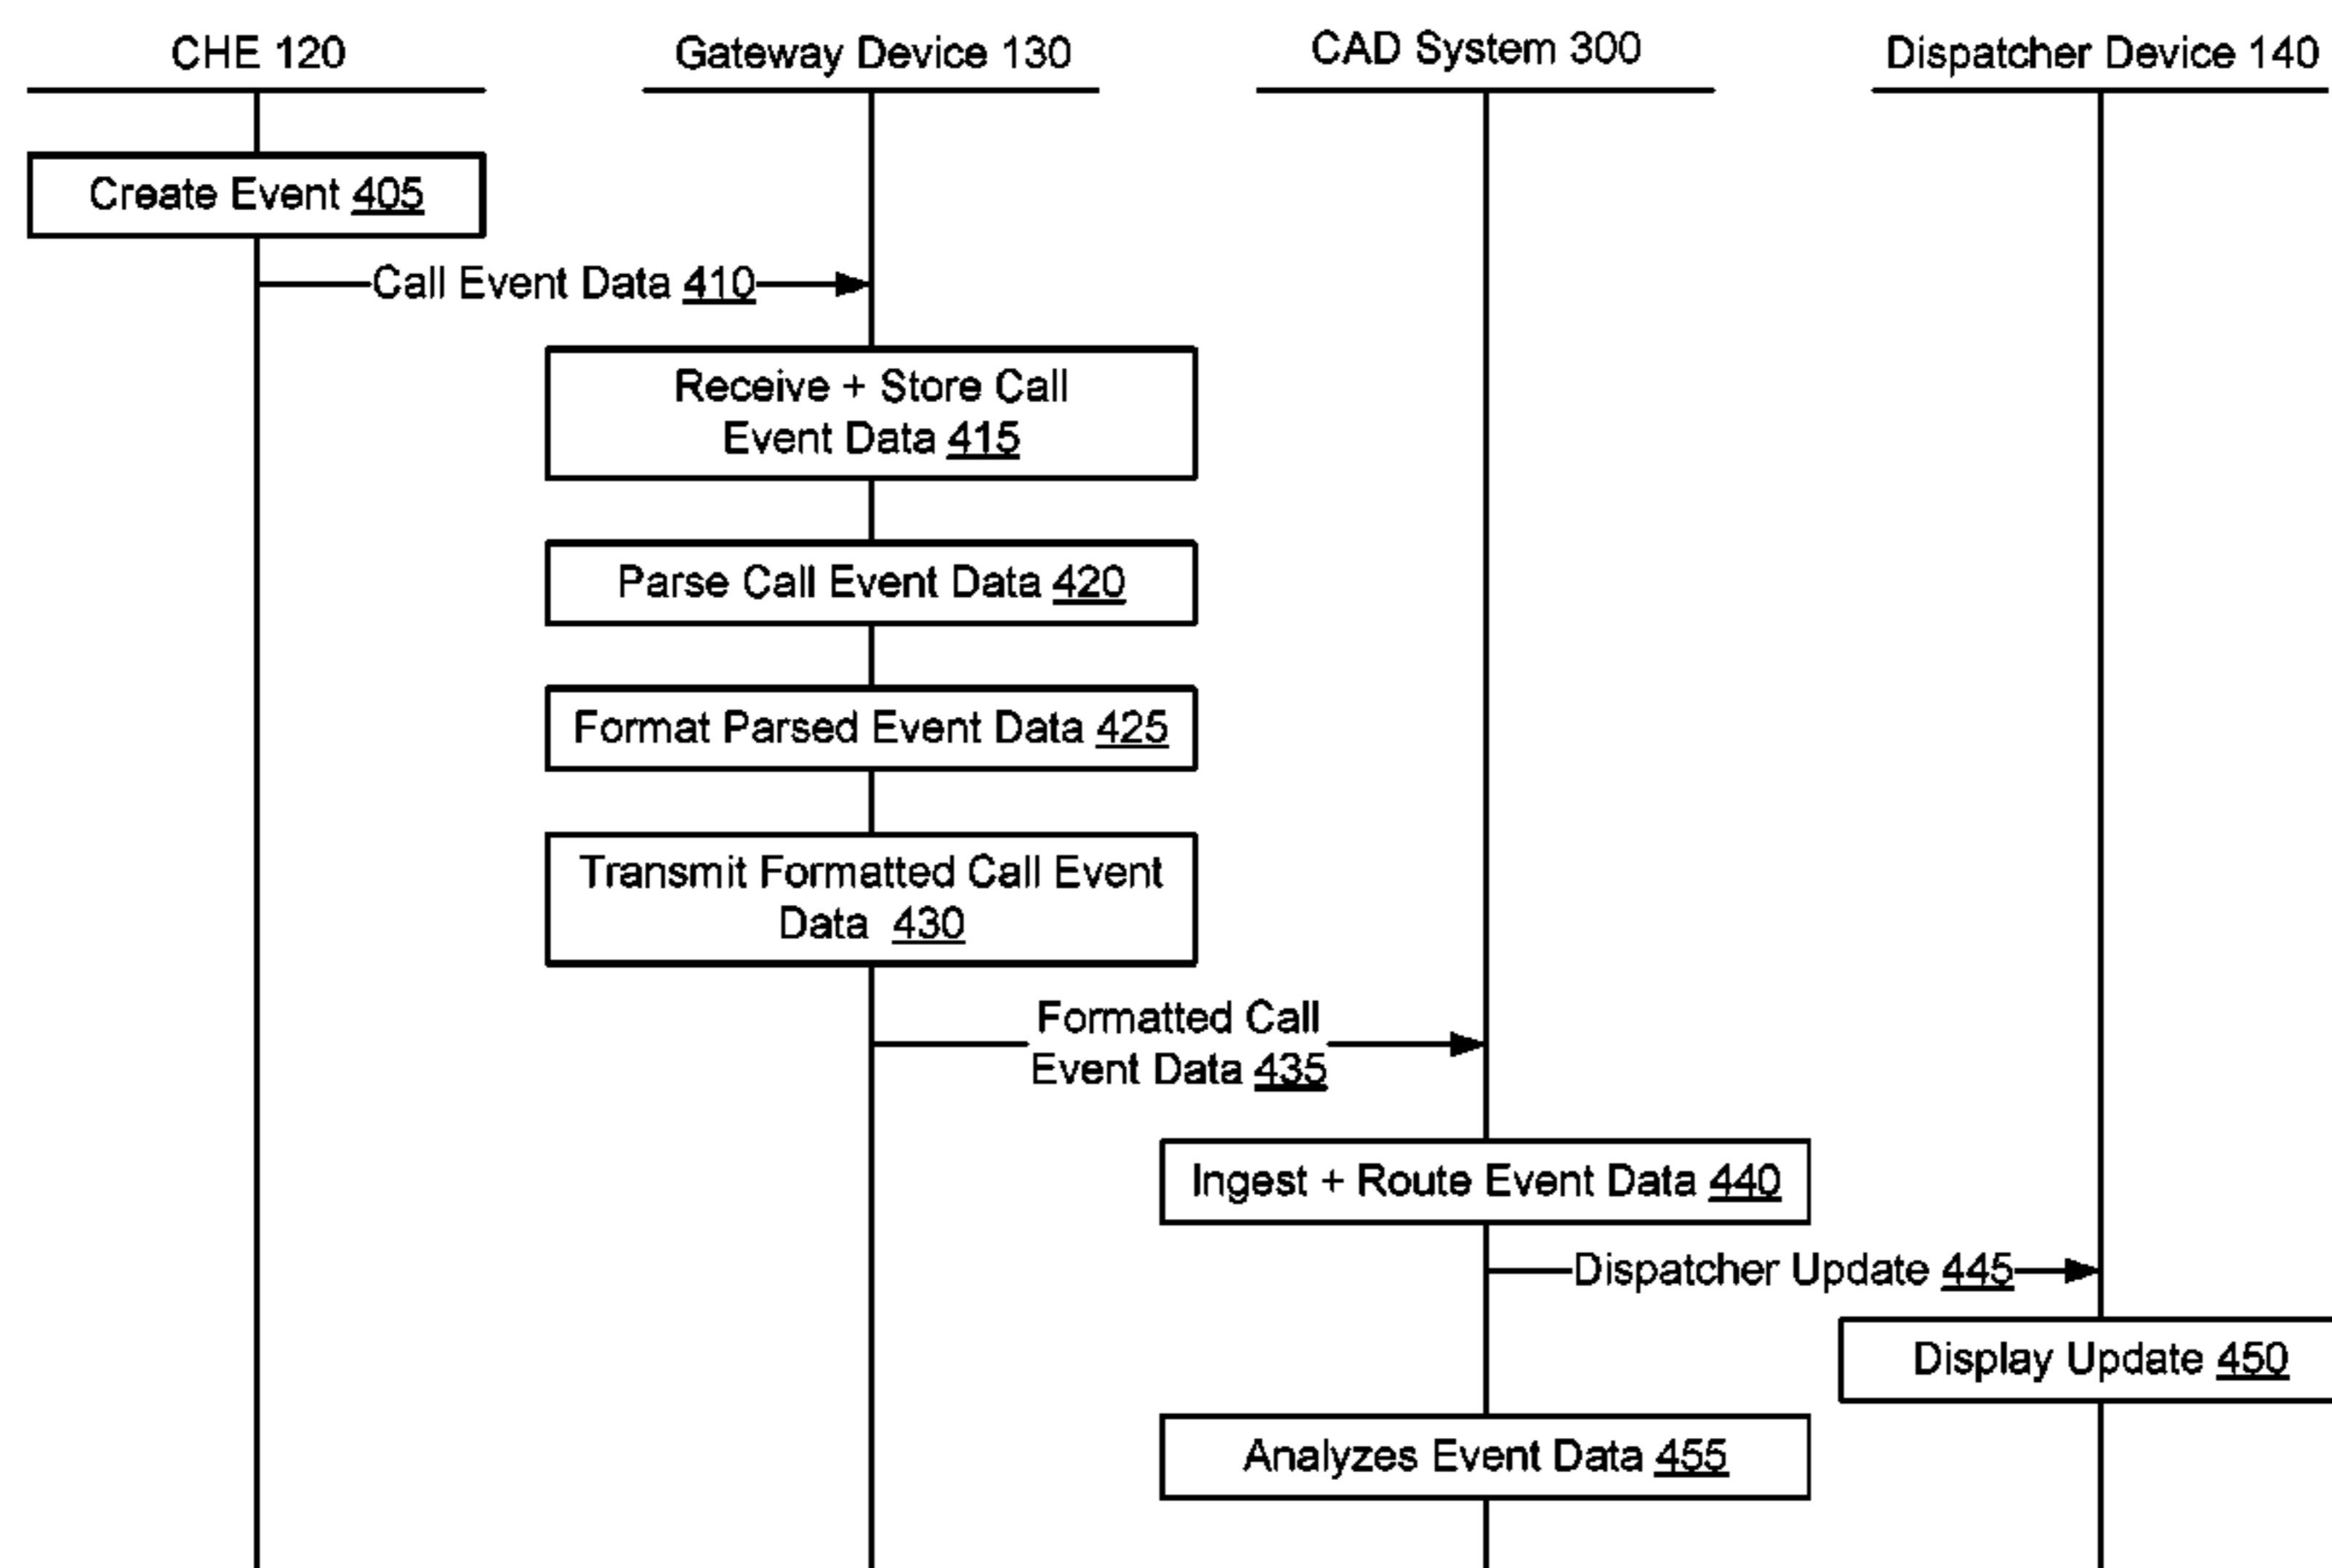 CHE 120
Gateway Device 130
CAD System 300
Dispatcher Device 140
Create Event 405
Call Event Data 410
Receive + Store Call
Event Data 415
Parse Call Event Data 420
Format Parsed Event Data 425
Transmit Formatted Call Event
Data 430
Formatted Call
Event Data 435
Ingest + Route Event Data 440
Dispatcher Update 445
Display Update 450
Analyzes Event Data 455